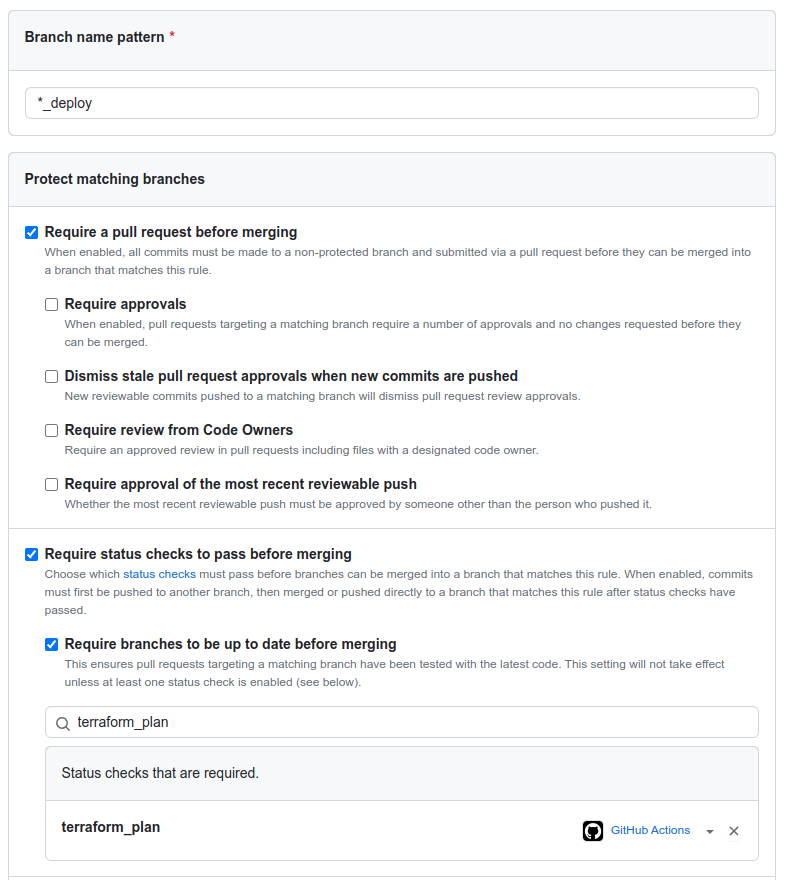 Branch name pattern *
*_deploy
Protect matching branches
Require a pull request before merging
When enabled, all commits must be made to a non-protected branch and submitted via a pull request before they can be merged into
a branch that matches this rule.
Require approvals
When enabled, pull requests targeting a matching branch require a number of approvals and no changes requested before they
can be merged.
Dismiss stale pull request approvals when new commits are pushed
New reviewable commits pushed to a matching branch will dismiss pull request review approvals.
Require review from Code Owners
Require an approved review in pull requests including files with a designated code owner.
Require approval of the most recent reviewable push
Whether the most recent reviewable push must be approved by someone other than the person who pushed it.
Require status checks to pass before merging
Choose which status checks must pass before branches can be merged into a branch that matches this rule. When enabled, commits
must first be pushed to another branch, then merged or pushed directly to a branch that matches this rule after status checks have
passed.
Require branches to be up to date before merging
This ensures pull requests targeting a matching branch have been tested with the latest code. This setting will not take effect
unless at least one status check is enabled (see below).
terraform_plan
Status checks that are required.
terraform_plan GitHub Actions